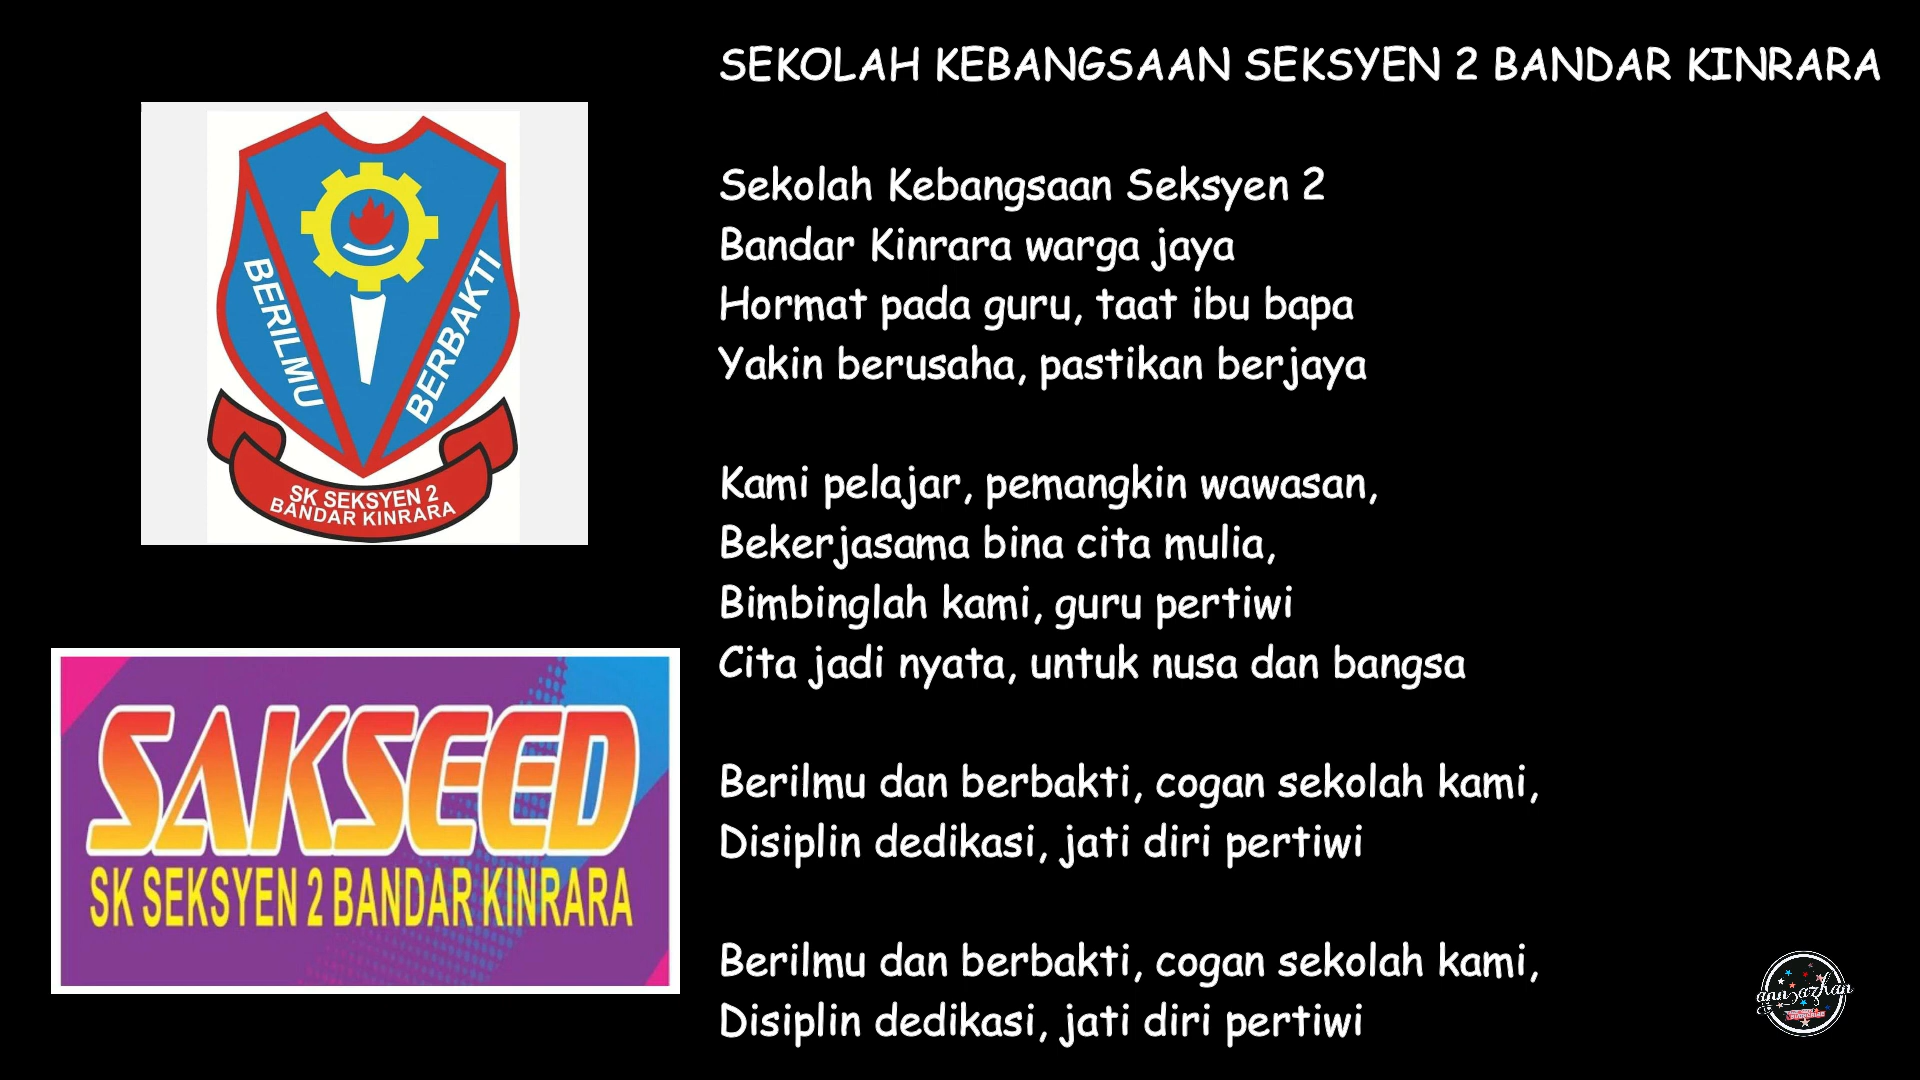 SEKOLAH KEBANGSAAN SEKSYEN 2 BANDAR KINRARA
BERILMU
BERBAKTI
SK SEKSYEN 2
BANDAR KINRARA
SAKSEED
SK SEKSYEN 2 BANDAR KINRARA
Sekolah Kebangsaan Seksyen 2
Bandar Kinrara warga jaya
Hormat pada guru, taat ibu bapa
Yakin berusaha, pastikan berjaya
Kami pelajar, pemangkin wawasan,
Bekerjasama bina cita mulia,
Bimbinglah kami, guru pertiwi
Cita jadi nyata, untuk nusa dan bangsa
Berilmu dan berbakti, cogan sekolah kami,
Disiplin dedikasi, jati diri pertiwi
Berilmu dan berbakti, cogan sekolah kami,
Disiplin dedikasi, jati diri pertiwi